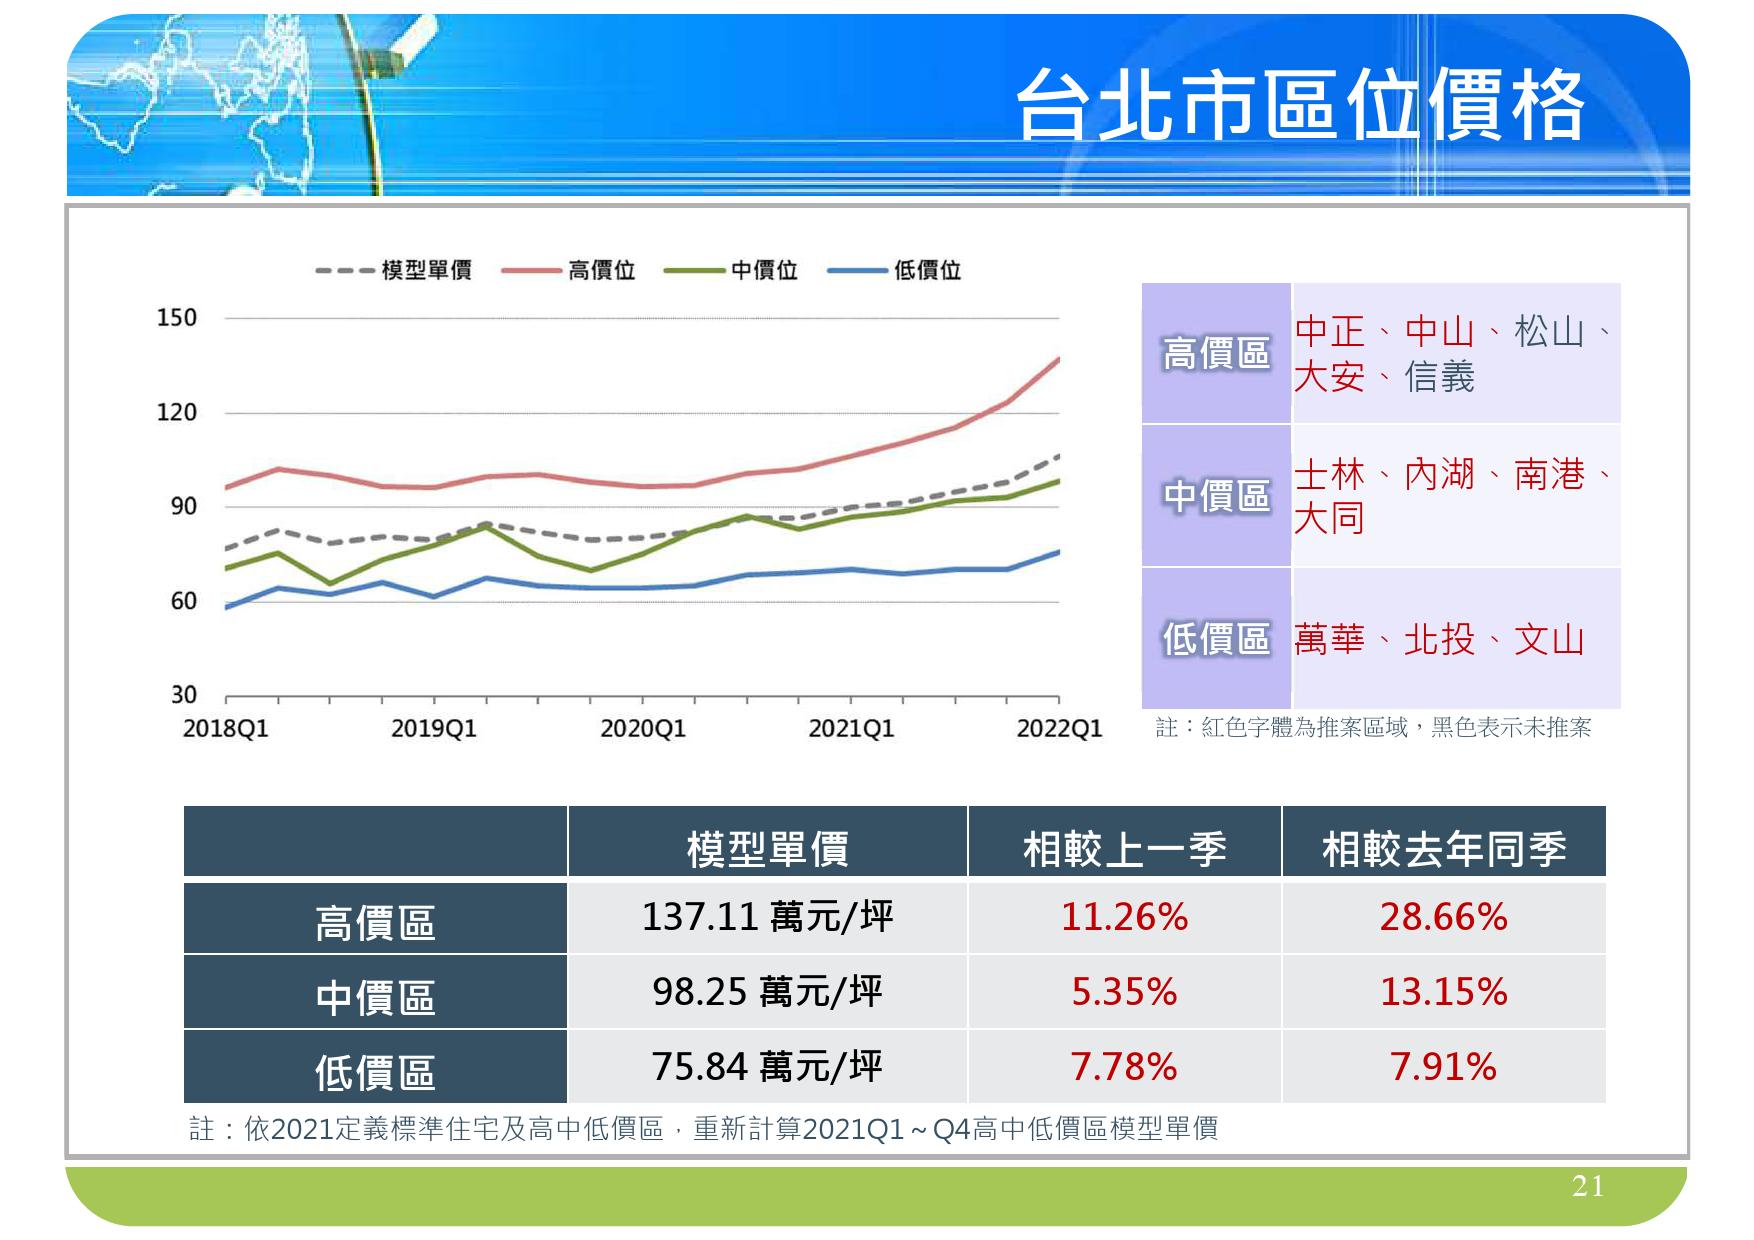 台北市區位價格
模型單價 高價位 中價位 低價位
150
120
90
60
30
2018Q1 2019Q1 2020Q1 2021Q1 2022Q1
高價區 中正、中山、松山、
大安、信義
中價區 士林、內湖、南港、
大同
低價區 萬華、北投、文山
註：紅色字體為推案區域，黑色表示未推案
模型單價 相較上一季 相較去年同季
高價區 137.11 萬元/坪 11.26% 28.66%
中價區 98.25 萬元/坪 5.35% 13.15%
低價區 75.84 萬元/坪 7.78% 7.91%
註：依2021定義標準住宅及高中低價區，重新計算2021Q1~Q4高中低價區模型單價
21